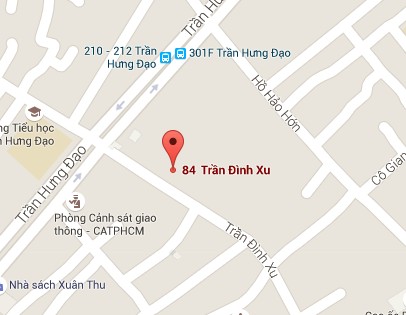 Trần Hưng
210 - 212 Trần
Hưng Đạo
301F Trần Hưng Đạo
Hồ Hảo Hớn
ng Tiểu học
n Hưng Đạo
84 Trần Đình Xu
Cô Gian
Trần Hưng Đạo
Phòng Cảnh sát giao
thông - CATPHCM
Trần Đình Xu
Nhà sách Xuân Thu